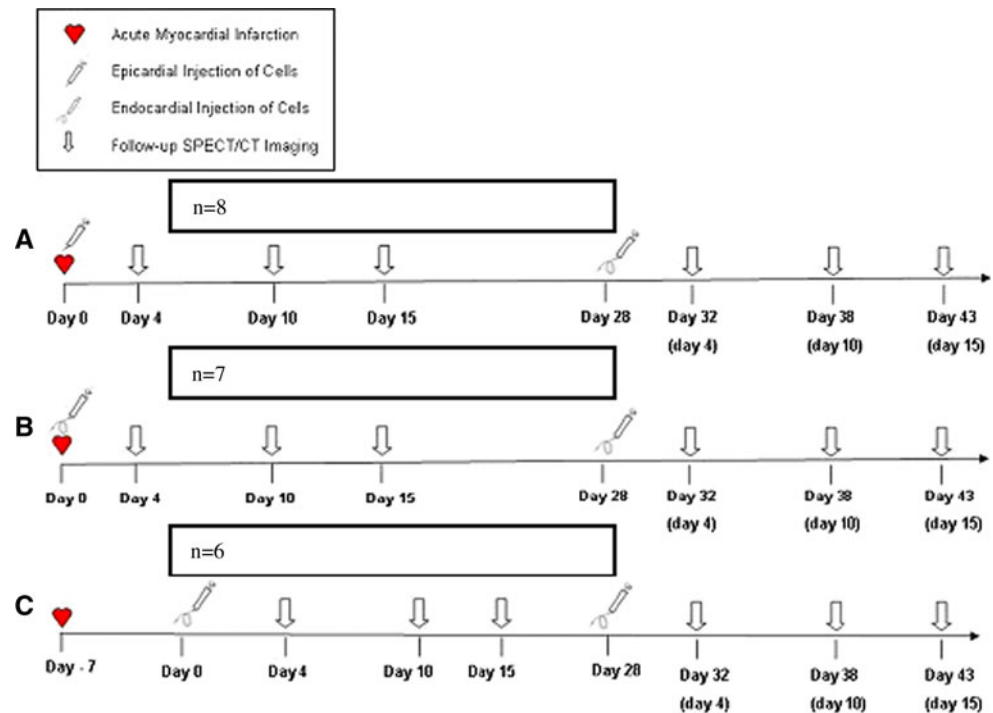 Acute Myocardial Infarction
Epicardial Injection of Cells
Endocardial Injection of Cells
Follow-up SPECT/CT Imaging
n=8
A
Day 0 Day 4 Day 10 Day 15 Day 28 Day 32 Day 38 Day 43
(day 4) (day 10) (day 15)
n=7
B
Day 0 Day 4 Day 10 Day 15 Day 28 Day 32 Day 38 Day 43
(day 4) (day 10) (day 15)
n=6
C
Day - 7 Day 0 Day 4 Day 10 Day 15 Day 28 Day 32 Day 38 Day 43
(day 4) (day 10) (day 15)